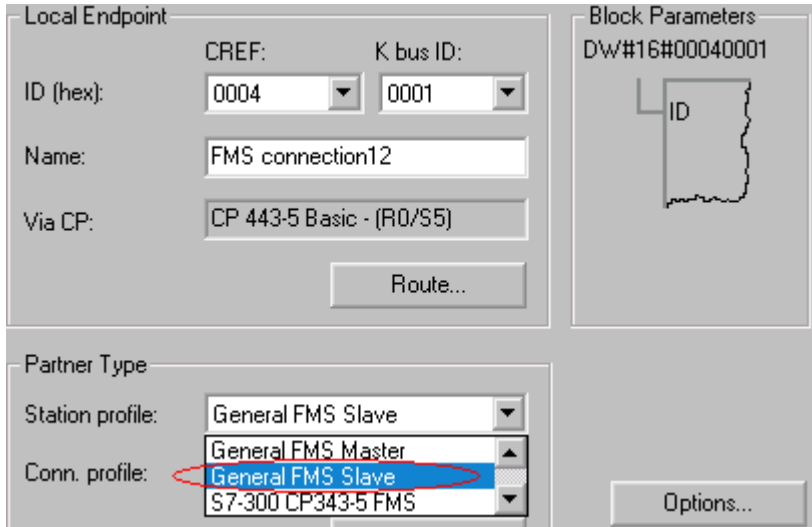 Local Endpoint
CREF: K bus ID:
ID (hex): 0004 0001
Name: FMS connection12
Via CP: CP 443-5 Basic - (R0/S5)
Route...
Block Parameters
DW#16#00040001
ID
Partner Type
Station profile: General FMS Slave
General FMS Master
Conn. profile: General FMS Slave
S7-300 CP343-5 FMS
Options...